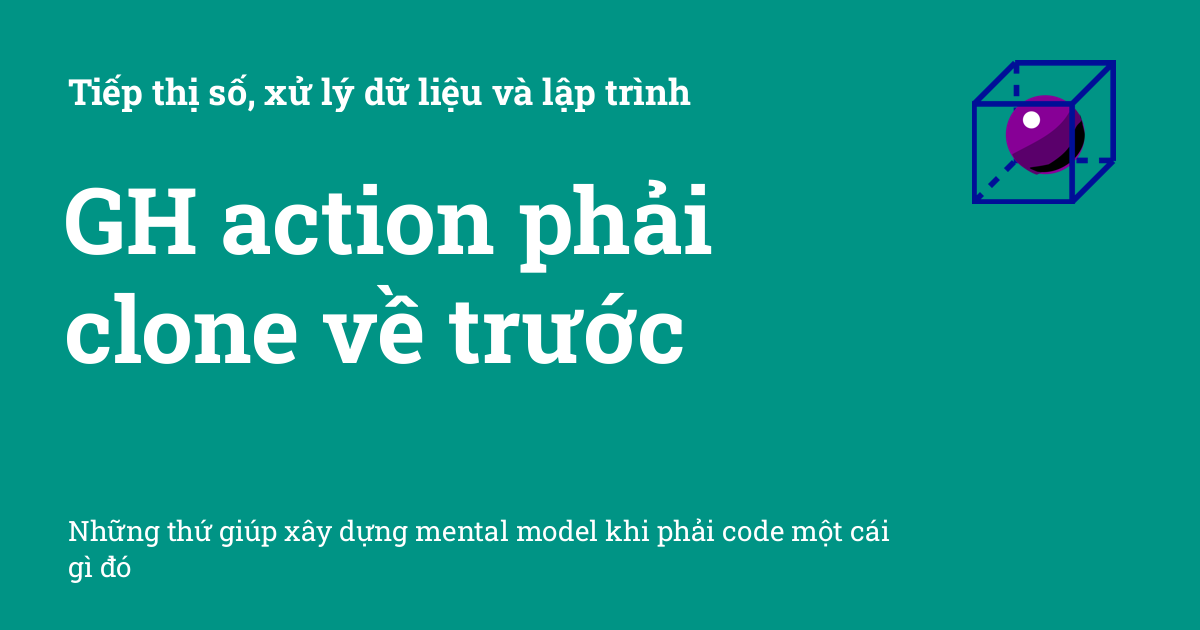 Tiếp thị số, xử lý dữ liệu và lập trình
GH action phải
clone về trước
Những thứ giúp xây dựng mental model khi phải code một cái
gì đó